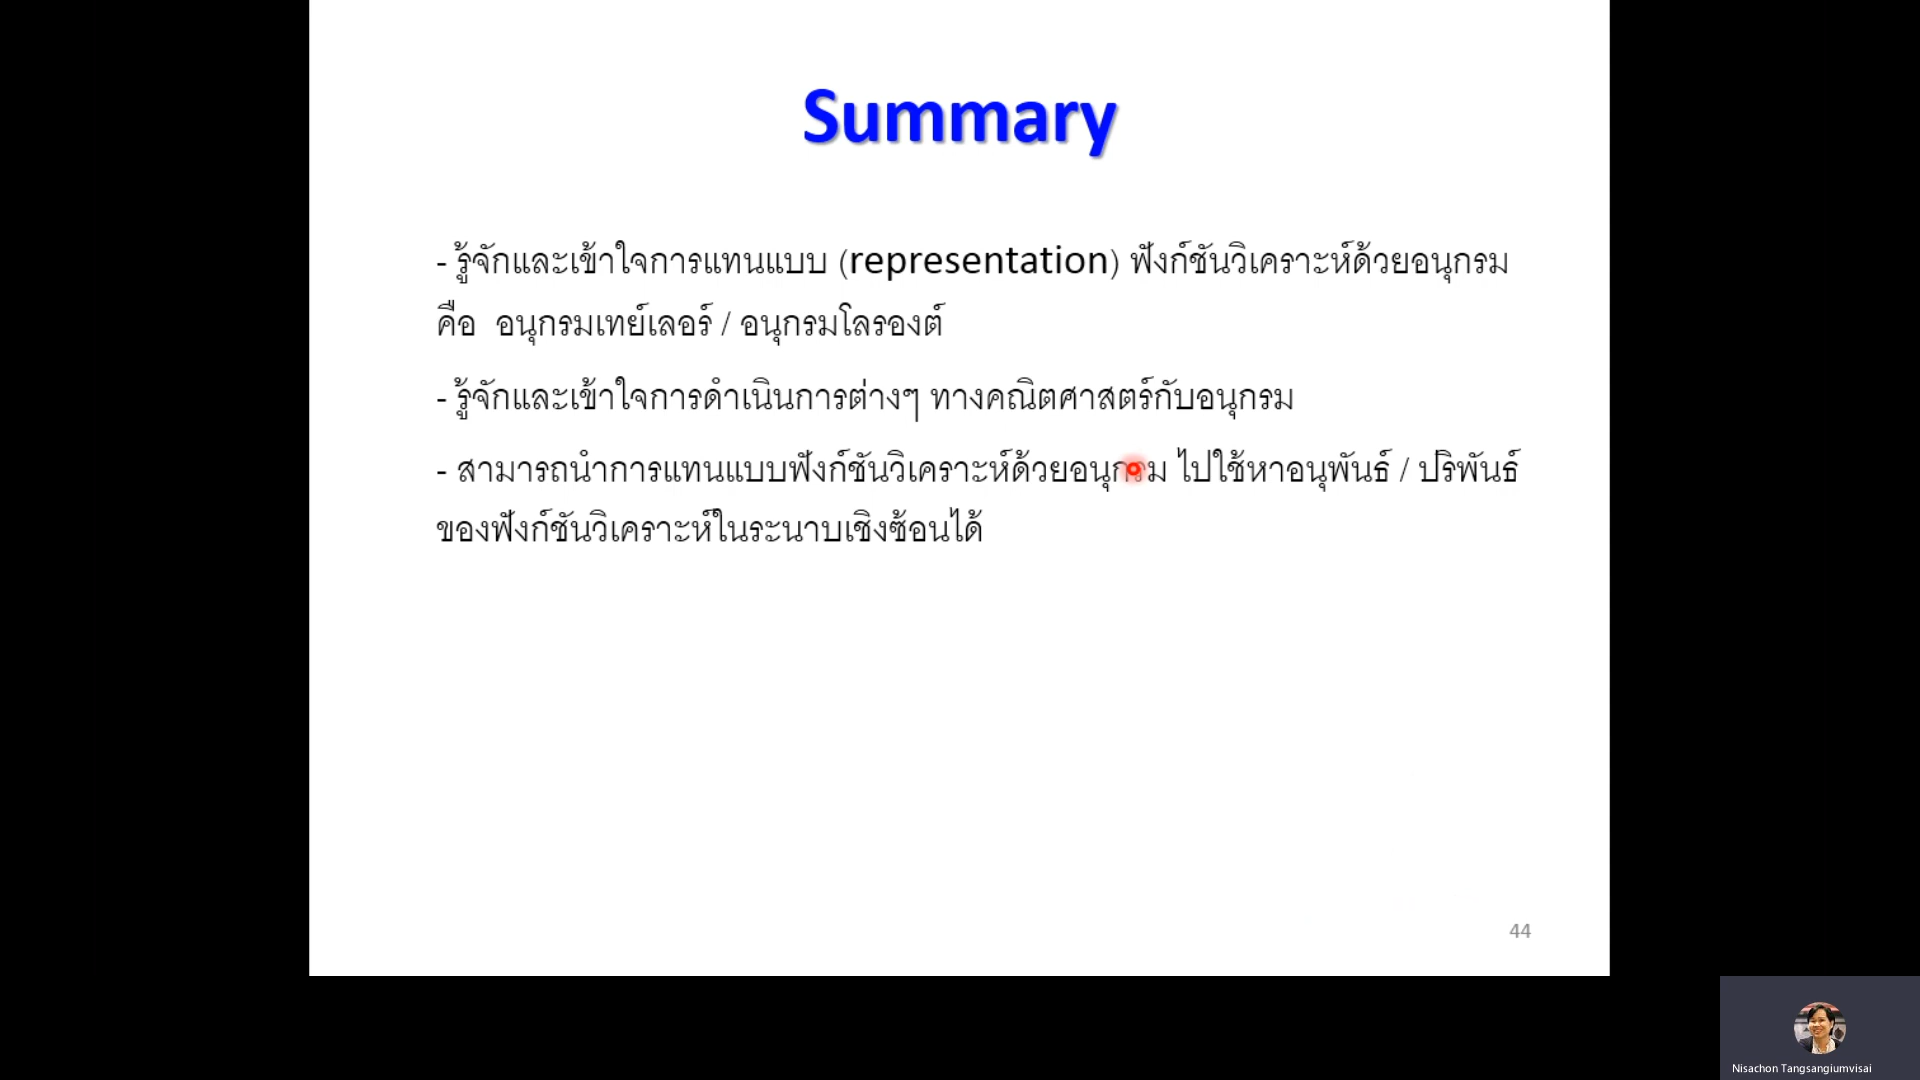 Summary
- รู้จักและเข้าใจการแทนแบบ (representation) ฟังก์ชันวิเคราะห์ด้วยอนุกรม
คือ อนุกรมเทย์เลอร์ / อนุกรมโลรองต์
- รู้จักและเข้าใจการดำเนินการต่างๆ ทางคณิตศาสตร์กับอนุกรม
- สามารถนำการแทนแบบฟังก์ชันวิเคราะห์ด้วยอนุกรม ไปใช้หาอนุพันธ์ / ปริพันธ์
ของฟังก์ชันวิเคราะห์ในระนาบเชิงซ้อนได้
44
Nisachon Tangsangiumvisai